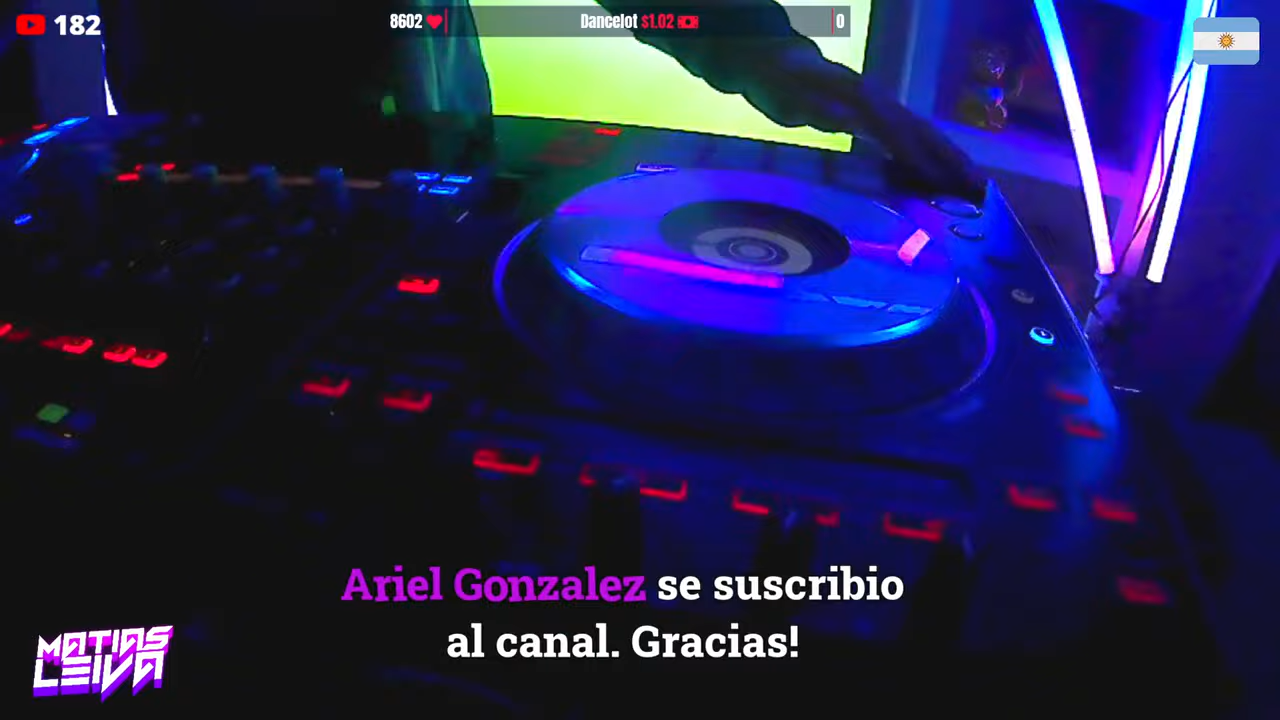 182
8602
Dancelot $1.02
0
Ariel Gonzalez se suscribio
al canal. Gracias!
MATIAS
LEIVA